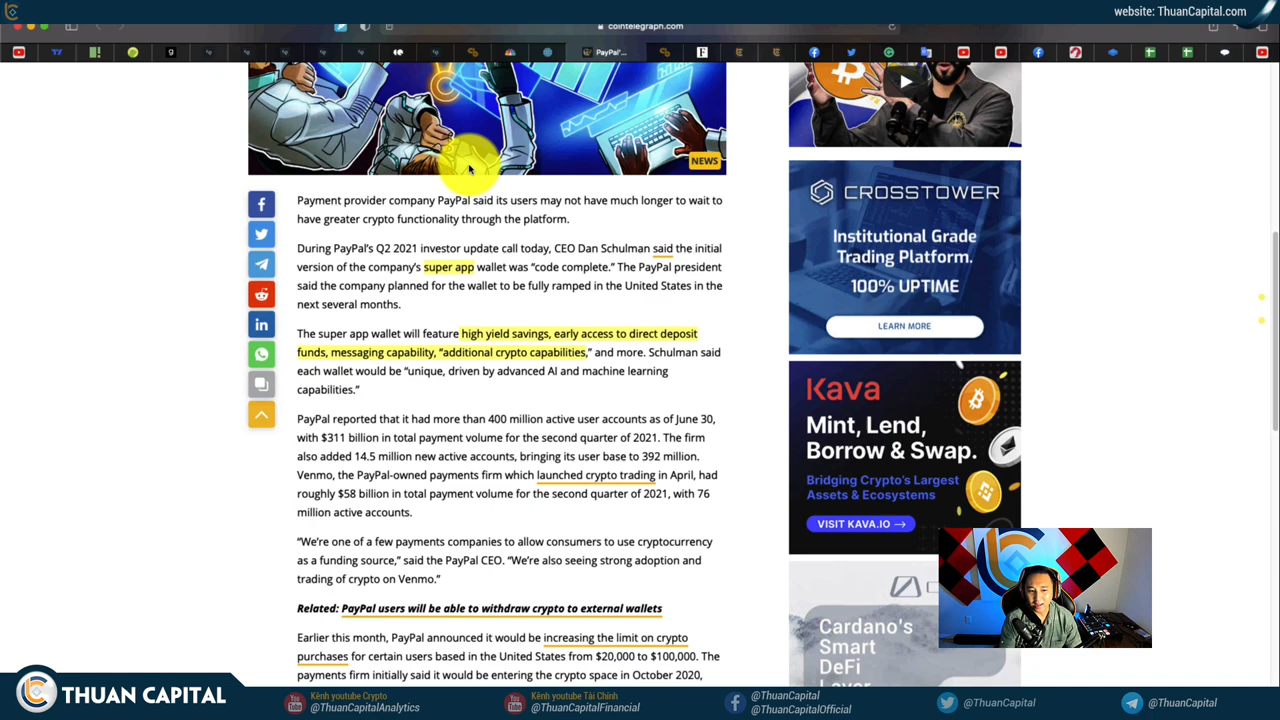 website: ThuanCapital.com
cointelegraph.com
PayPal'...
NEWS
Payment provider company PayPal said its users may not have much longer to wait to
have greater crypto functionality through the platform.
During PayPal's Q2 2021 investor update call today, CEO Dan Schulman said the initial
version of the company's super app wallet was “code complete.” The PayPal president
said the company planned for the wallet to be fully ramped in the United States in the
next several months.
The super app wallet will feature high yield savings, early access to direct deposit
funds, messaging capability, “additional crypto capabilities,” and more. Schulman said
each wallet would be “unique, driven by advanced AI and machine learning
capabilities.”
PayPal reported that it had more than 400 million active user accounts as of June 30,
with $311 billion in total payment volume for the second quarter of 2021. The firm
also added 14.5 million new active accounts, bringing its user base to 392 million.
Venmo, the PayPal-owned payments firm which launched crypto trading in April, had
roughly $58 billion in total payment volume for the second quarter of 2021, with 76
million active accounts.
“We're one of a few payments companies to allow consumers to use cryptocurrency
as a funding source,” said the PayPal CEO. “We're also seeing strong adoption and
trading of crypto on Venmo.”
Related: PayPal users will be able to withdraw crypto to external wallets
Earlier this month, PayPal announced it would be increasing the limit on crypto
purchases for certain users based in the United States from $20,000 to $100,000. The
payments firm initially said it would be entering the crypto space in October 2020,
CROSSTOWER
Institutional Grade
Trading Platform.
100% UPTIME
LEARN MORE
Kava
Mint, Lend,
Borrow & Swap.
Bridging Crypto's Largest
Assets & Ecosystems
VISIT KAVA.IO →
Cardano's
Smart
DeFi
Layer
THUAN CAPITAL
Kênh youtube Crypto
@ThuanCapitalAnalytics
Kênh youtube Tài Chính
@ThuanCapitalFinancial
@ThuanCapital
@ThuanCapitalOfficial
@ThuanCapital
@ThuanCapital